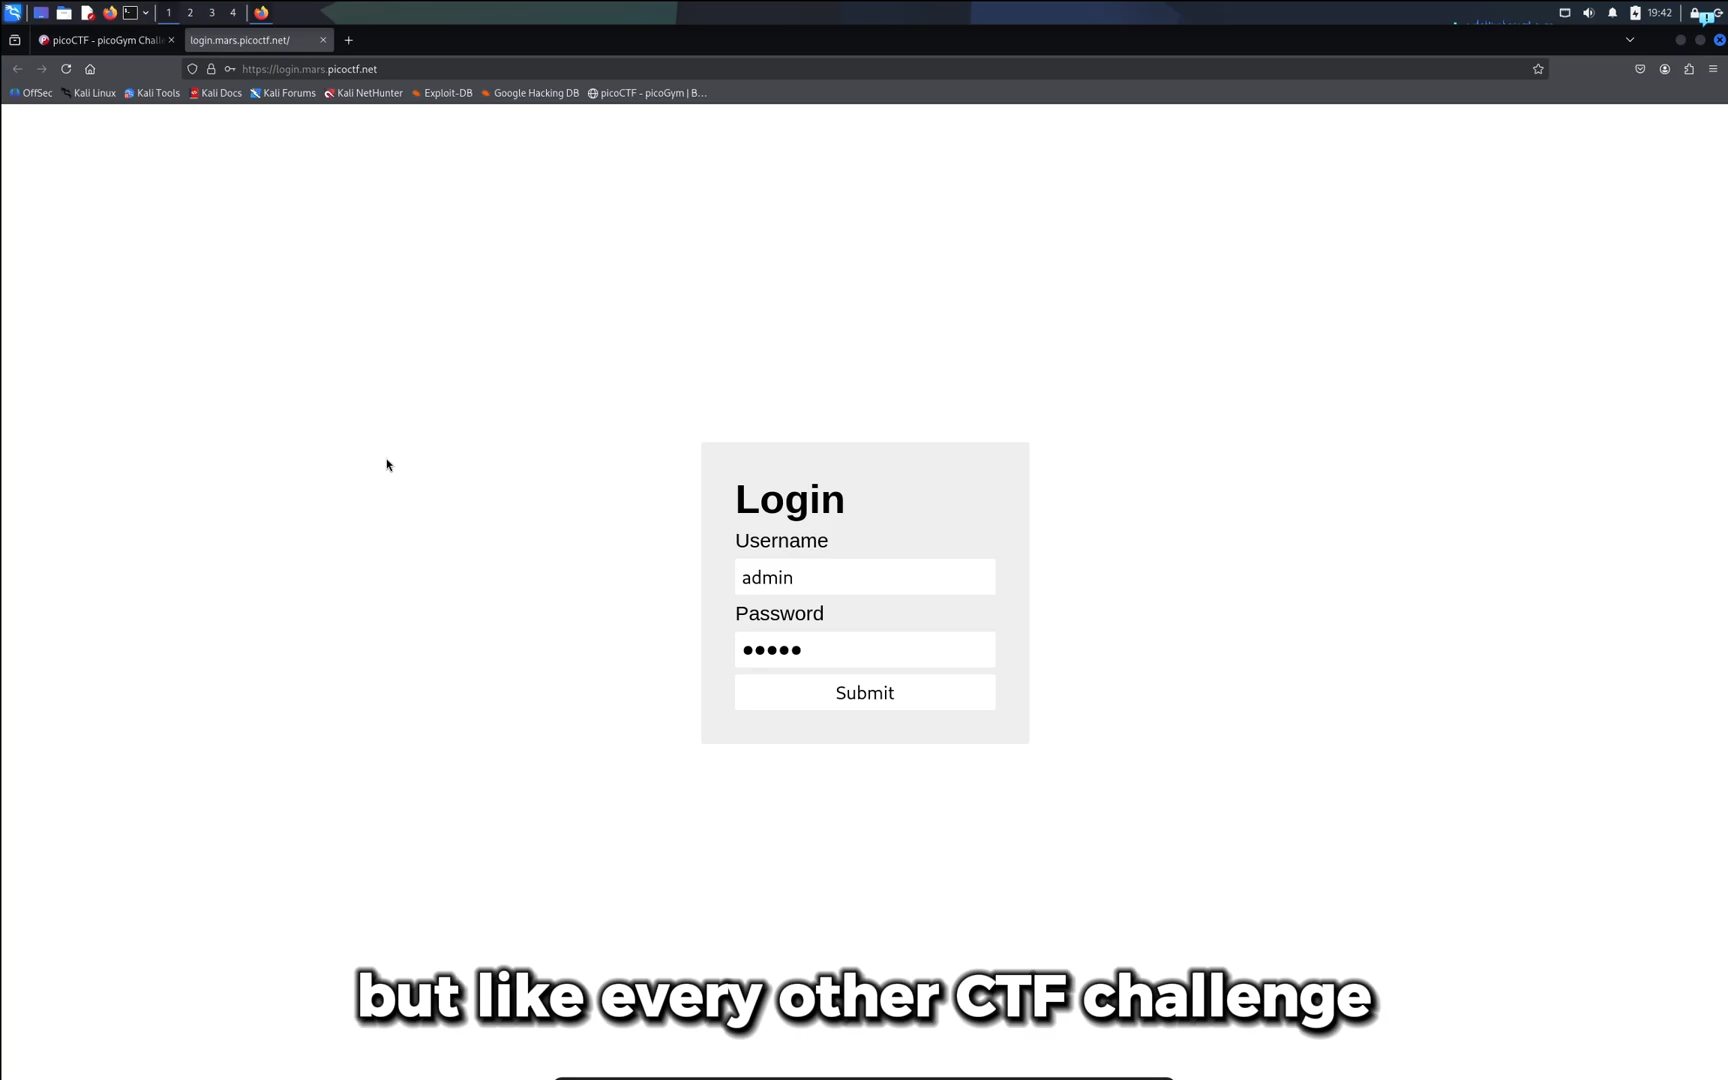 1 2 3 4 19:42
picoCTF - picoGym Chall
login.mars.picoctf.net/
https://login.mars.picoctf.net
OffSec Kali Linux Kali Tools Kali Docs Kali Forums Kali NetHunter Exploit-DB Google Hacking DB picoCTF - picoGym | B...
Login
Username
admin
Password
•••••
Submit
but like every other CTF challenge